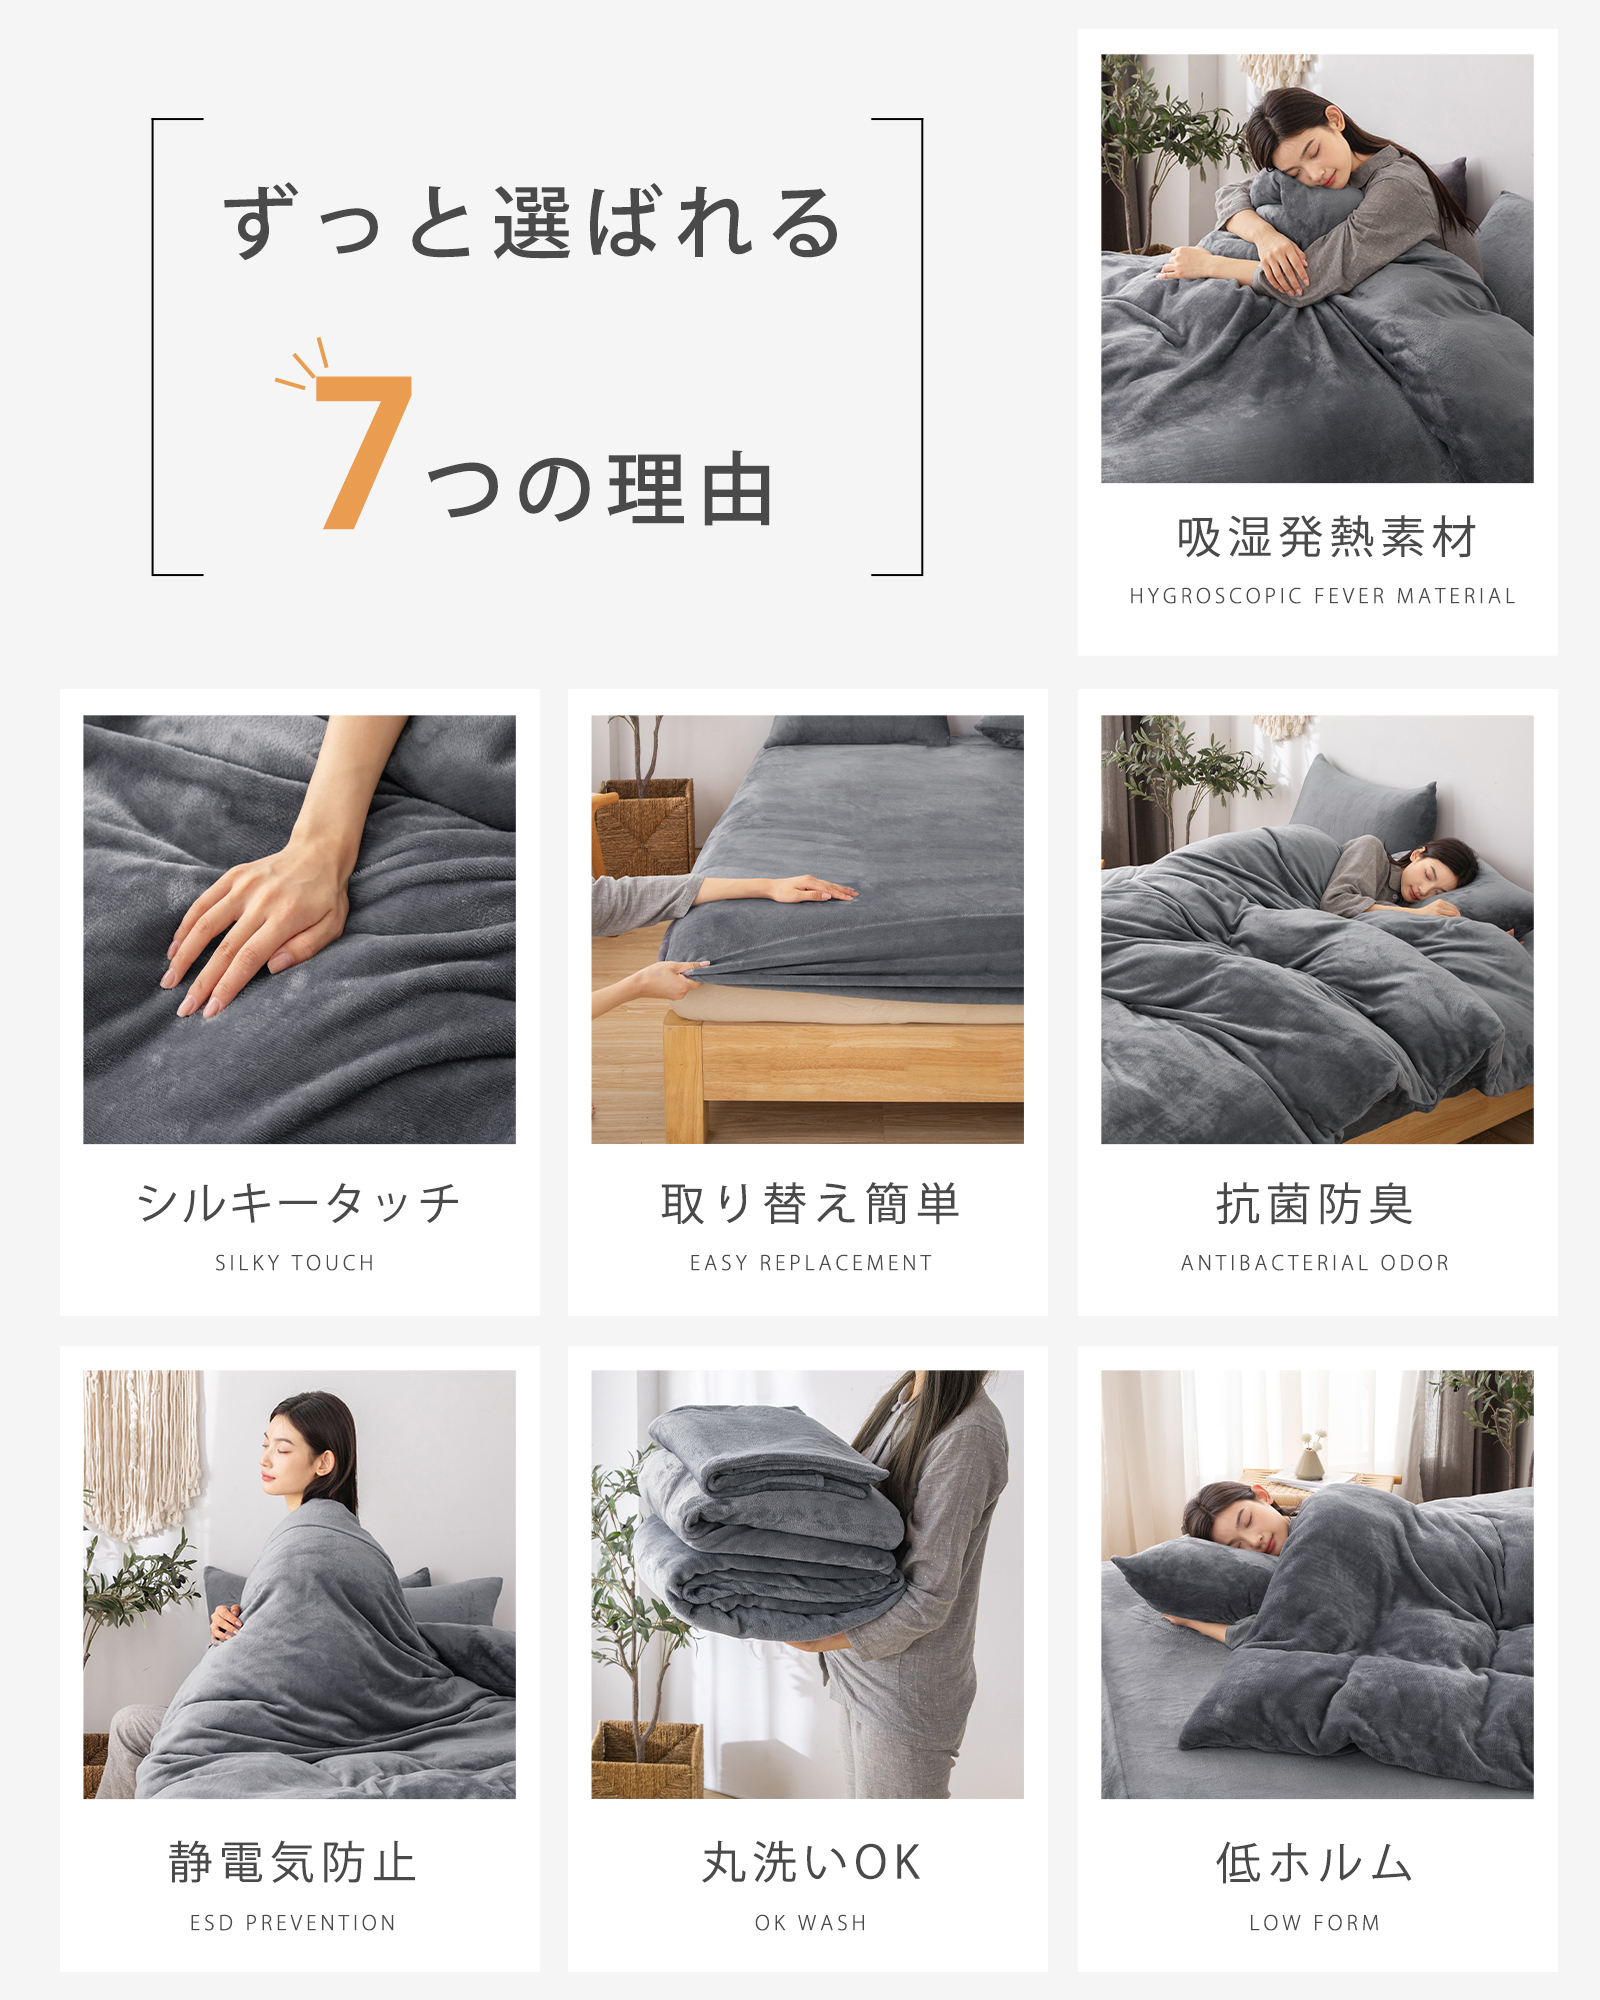 ずっと選ばれる
7つの理由
吸湿発熱素材
HYGROSCOPIC FEVER MATERIAL
シルキータッチ
SILKY TOUCH
取り替え簡単
EASY REPLACEMENT
抗菌防臭
ANTIBACTERIAL ODOR
静電気防止
ESD PREVENTION
丸洗いOK
OK WASH
低ホルム
LOW FORM